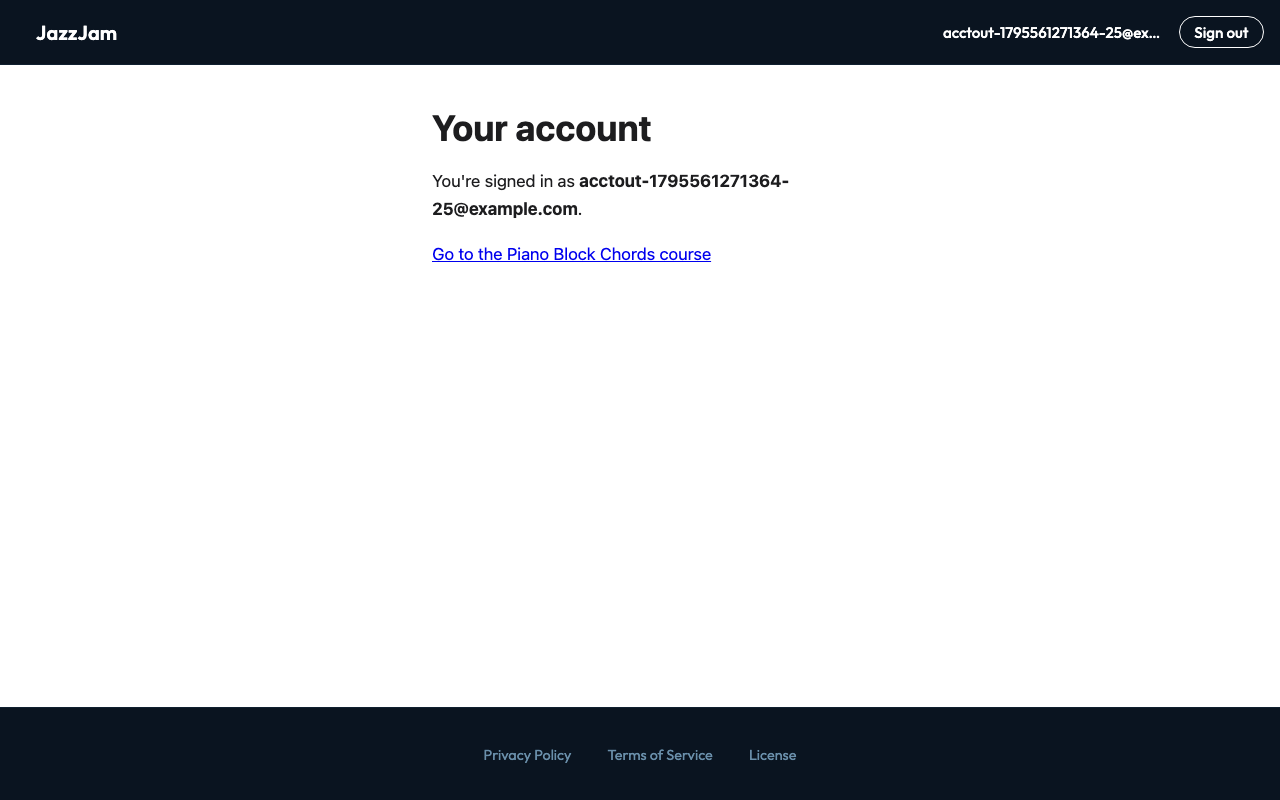 JazzJam
acctout-1795561271364-25@ex...
Sign out
Your account
You're signed in as acctout-1795561271364-
25@example.com.
Go to the Piano Block Chords course
Privacy Policy
Terms of Service
License